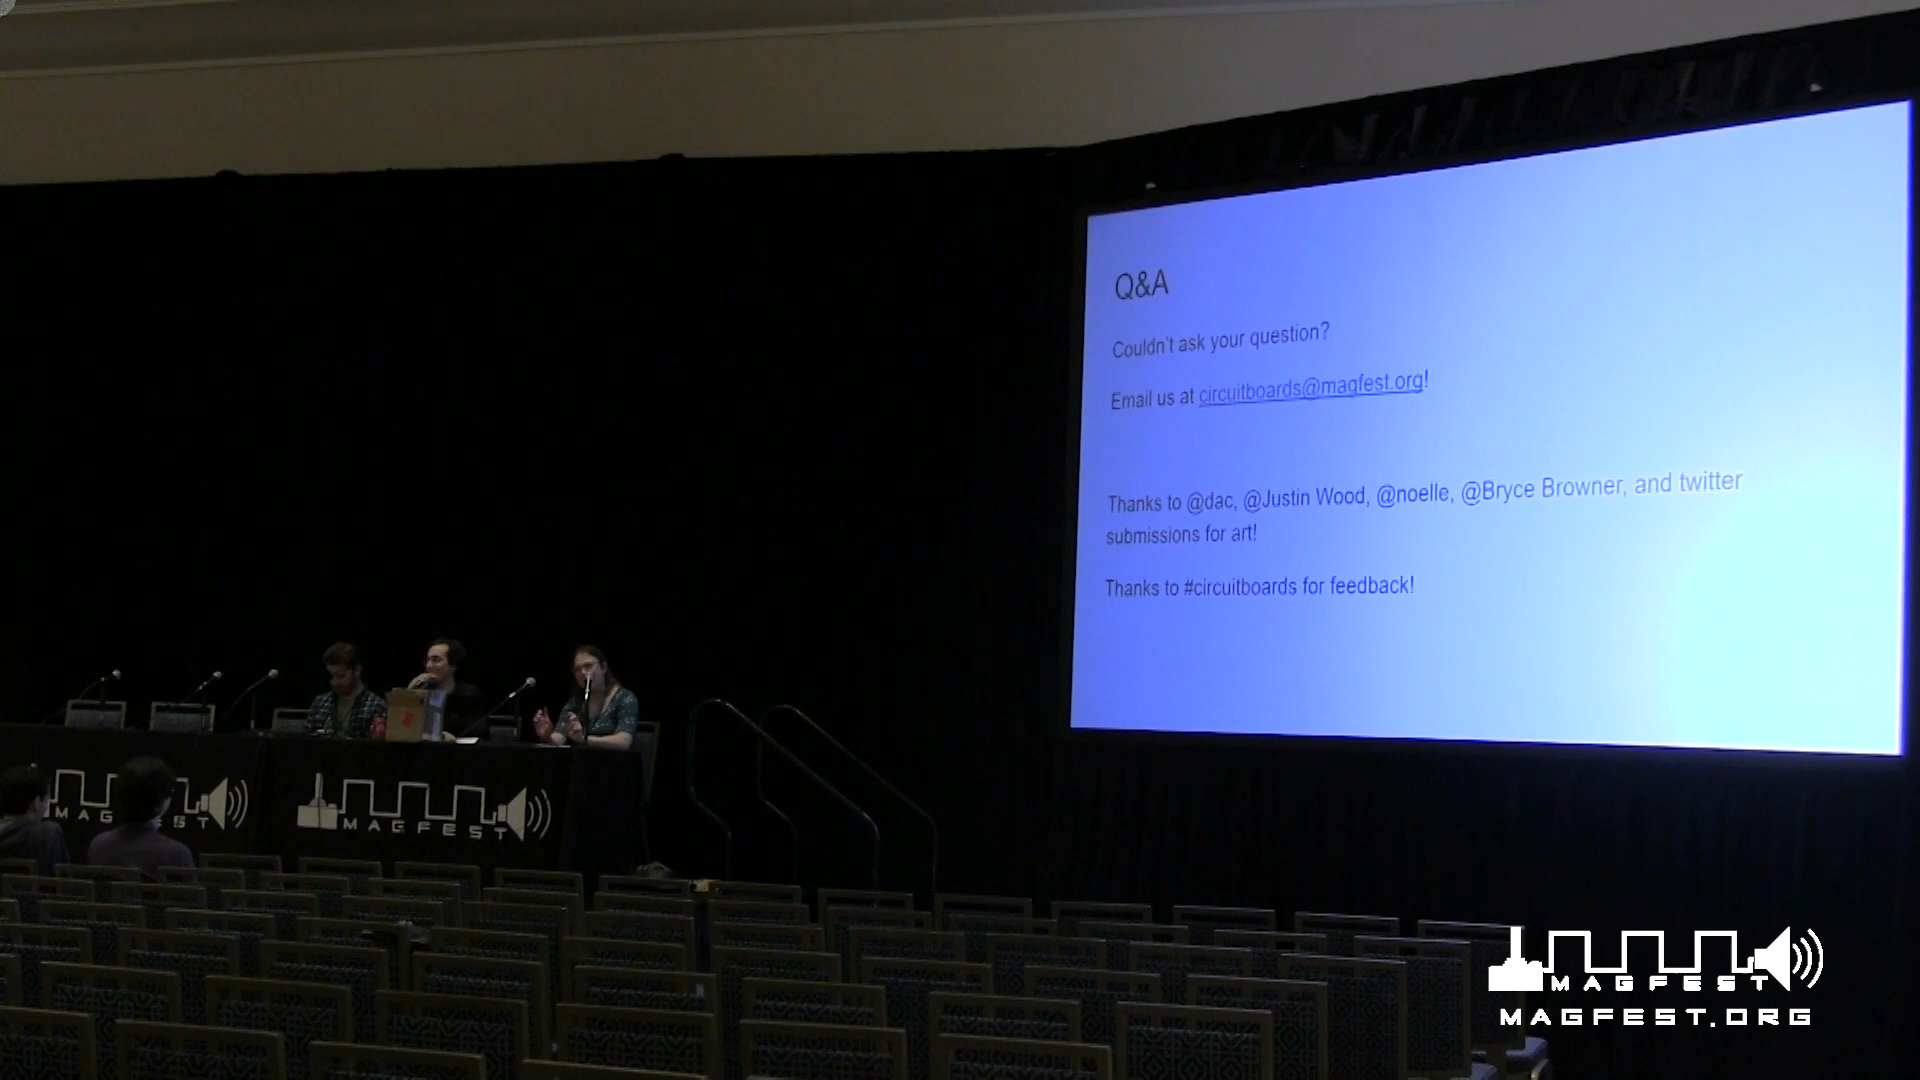 Q&A
Couldn't ask your question?
Email us at circuitboards@magfest.org!
Thanks to @dac, @Justin Wood, @noelle, @Bryce Browner, and twitter
submissions for art!
Thanks to #circuitboards for feedback!
MAGFEST
MAGFEST
MAGFEST
MAGFEST.ORG